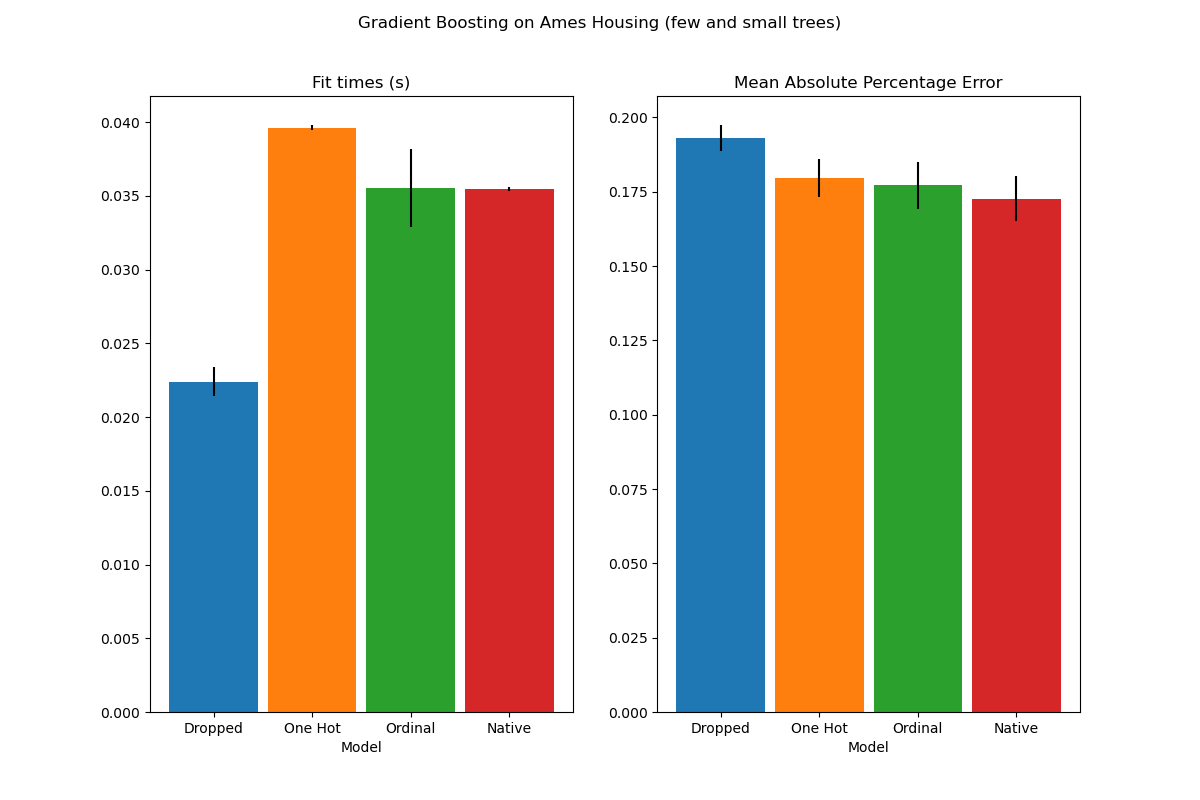 Gradient Boosting on Ames Housing (few and small trees)
Fit times (s)
0.040
0.035
0.030
0.025
0.020
0.015
0.010
0.005
0.000
Dropped One Hot Ordinal Native
Model
Mean Absolute Percentage Error
0.200
0.175
0.150
0.125
0.100
0.075
0.050
0.025
0.000
Dropped One Hot Ordinal Native
Model